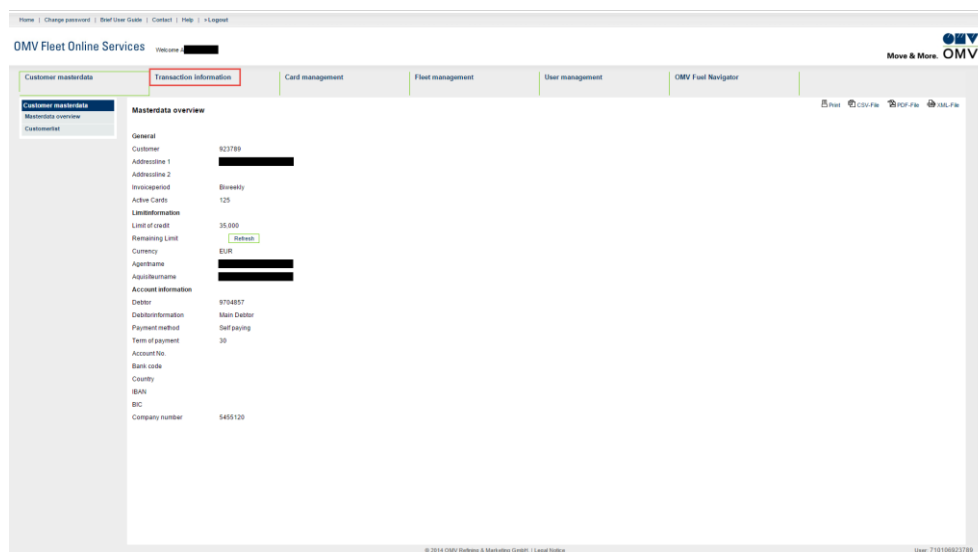 Home | Change password | Brief User Guide | Contact | Help | » Logout
OMV Fleet Online Services Welcome A
Move & More. OMV
OMV
Customer masterdata Transaction information Card management Fleet management User management OMV Fuel Navigator
Customer masterdata
Masterdata overview
Customerlist
Masterdata overview
Print CSV-File PDF-File XML-File
General
Customer 923789
Addressline 1
Addressline 2
Invoiceperiod Biweekly
Active Cards 125
Limitinformation
Limit of credit 35,000
Remaining Limit Refresh
Currency EUR
Agentname
Aquisiteurname
Account information
Debtor 9704857
Debitorinformation Main Debtor
Payment method Self paying
Term of payment 30
Account No.
Bank code
Country
IBAN
BIC
Company number 5455120
© 2014 OMV Refining & Marketing GmbH. | Legal Notice
User: 710106923789